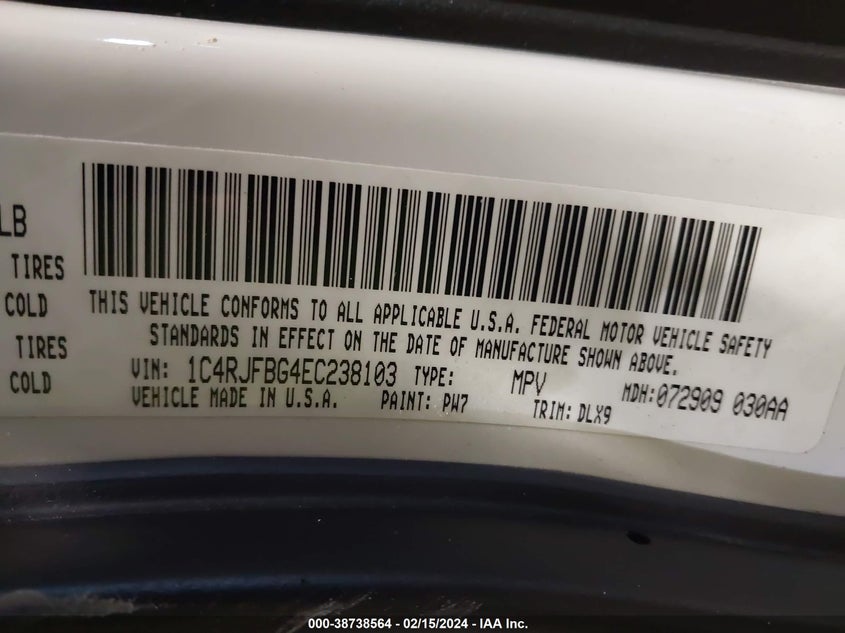 LB
TIRES
COLD
TIRES
COLD
THIS VEHICLE CONFORMS TO ALL APPLICABLE U.S.A. FEDERAL MOTOR VEHICLE SAFETY
STANDARDS IN EFFECT ON THE DATE OF MANUFACTURE SHOWN ABOVE.
VIN: 1C4RJFBG4EC238103 TYPE: MPV MDH:072909 030AA
VEHICLE MADE IN U.S.A. PAINT: PW7 TRIM: DLX9
000-38738564 - 02/15/2024 - IAA Inc.